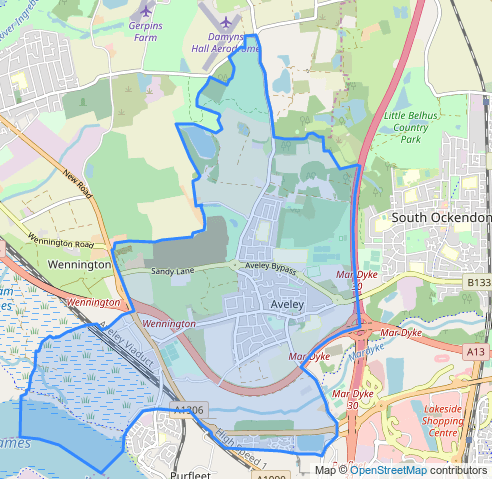 River Ingrebo
Gerpins
Farm
Damyns
Hall Aerodrome
Little Belhus
Country
Park
New Road
South Ockendon
Wennington Road
Wennington
Sandy Lane
Aveley Bypass
Mar Dyke
30
B133
Wennington
Wennington
Aveley
Aveley Viaduct
Mar Dyke
Mardyke
A13
Mar Dyke
Mar Dyke
30
A1306
Lakeside
Shopping
Centre
High Speed 1
Purfleet
A1090
Map © OpenStreetMap contributors